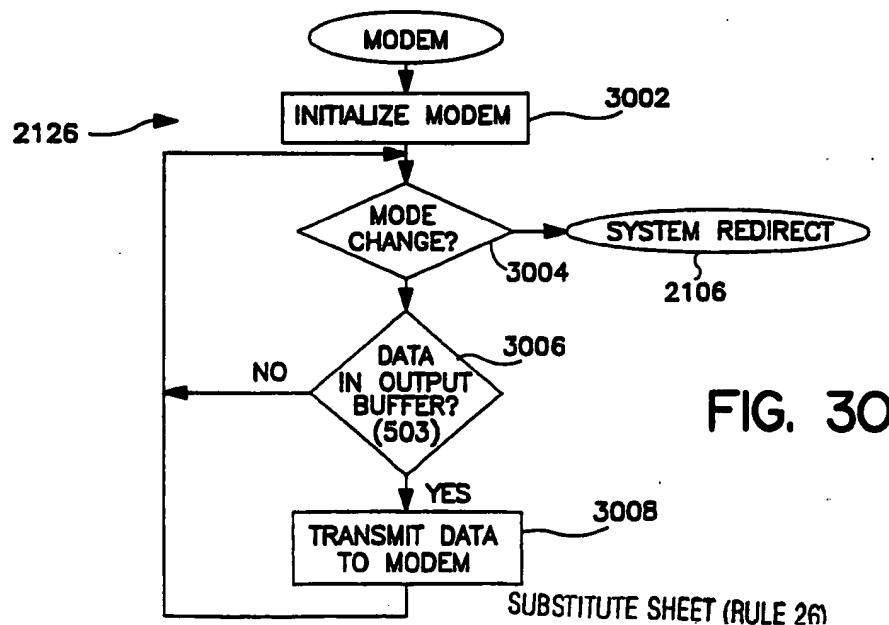 MODEM
INITIALIZE MODEM
3002
2126
MODE
CHANGE?
3004
SYSTEM REDIRECT
2106
DATA
IN OUTPUT
BUFFER?
(503)
3006
NO
FIG. 30
YES
TRANSMIT DATA
TO MODEM
3008
SUBSTITUTE SHEET (RULE 26)